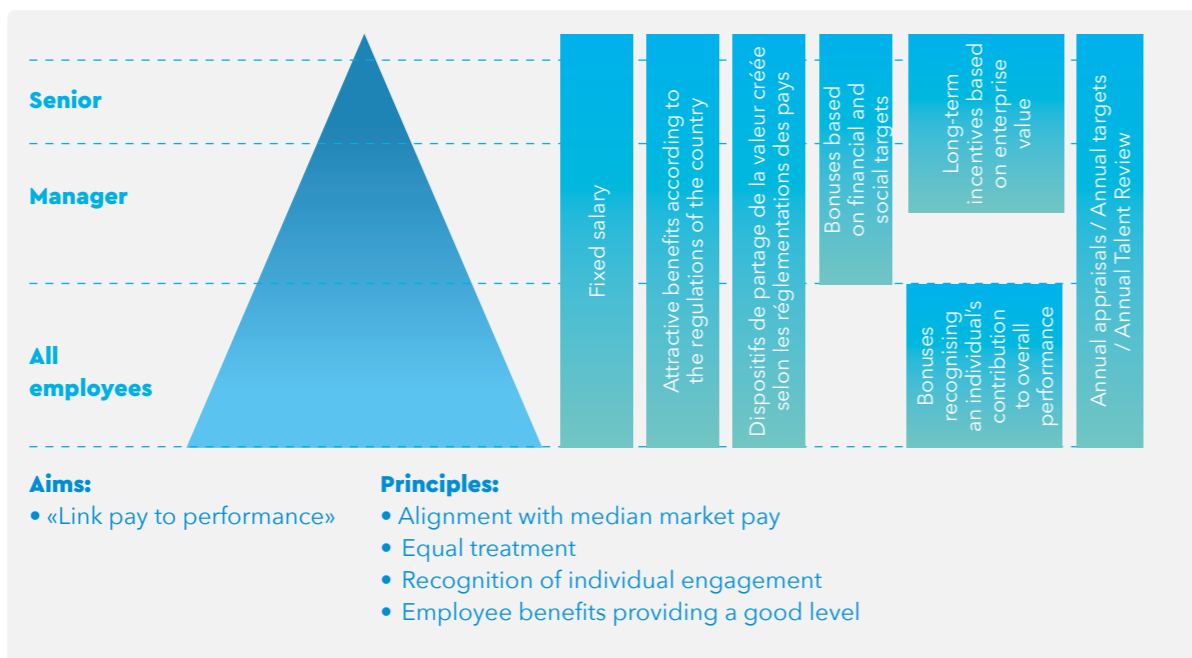 Senior
Manager
All
employees
Fixed salary
Attractive benefits according to
the regulations of the country
Dispositifs de partage de la valeur créée
selon les réglementations des pays
Bonuses based
on financial and
social targets
Long-term
incentives based
on enterprise
value
Bonuses
recognising
an individual's
contribution
to overall
performance
Annual appraisals / Annual targets
/ Annual Talent Review
Aims:
• «Link pay to performance»
Principles:
• Alignment with median market pay
• Equal treatment
• Recognition of individual engagement
• Employee benefits providing a good level